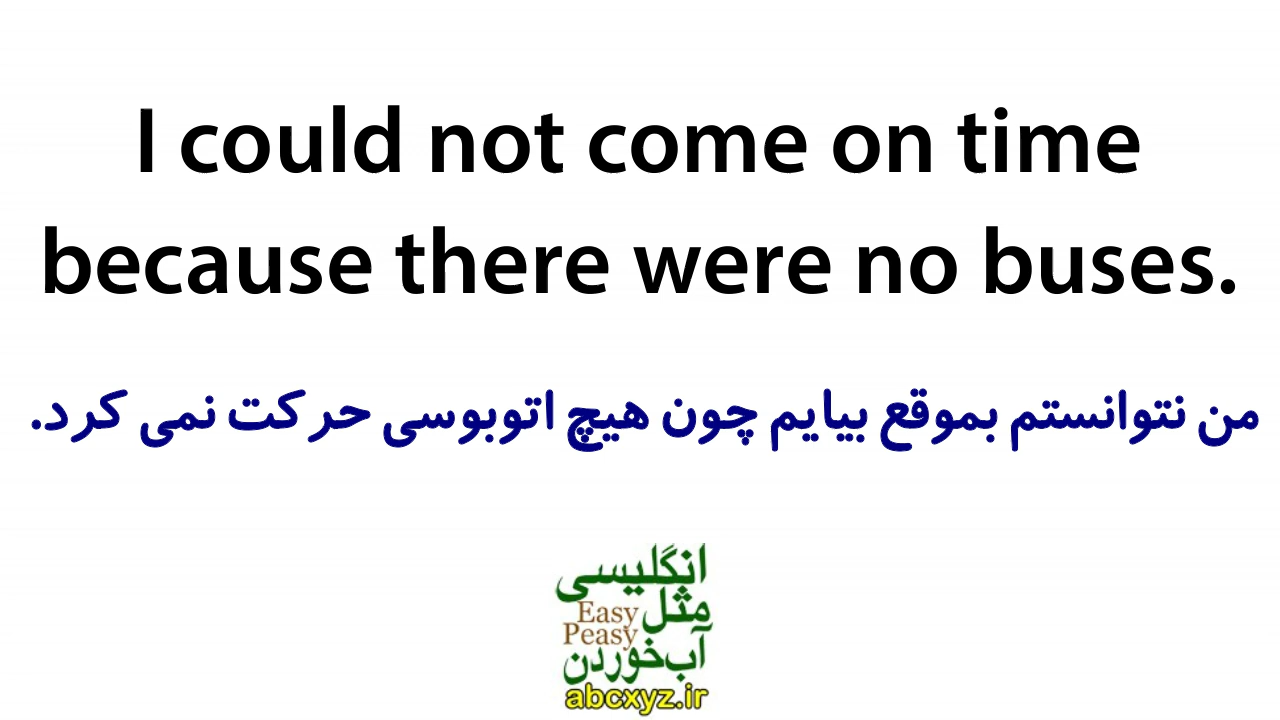 I could not come on time
because there were no buses.
من نتوانستم بموقع بیایم چون هیچ اتوبوسی حرکت نمی کرد.
انگلیسی
مثل
Easy
Peasy
آب‌خوردن
abcxyz.ir